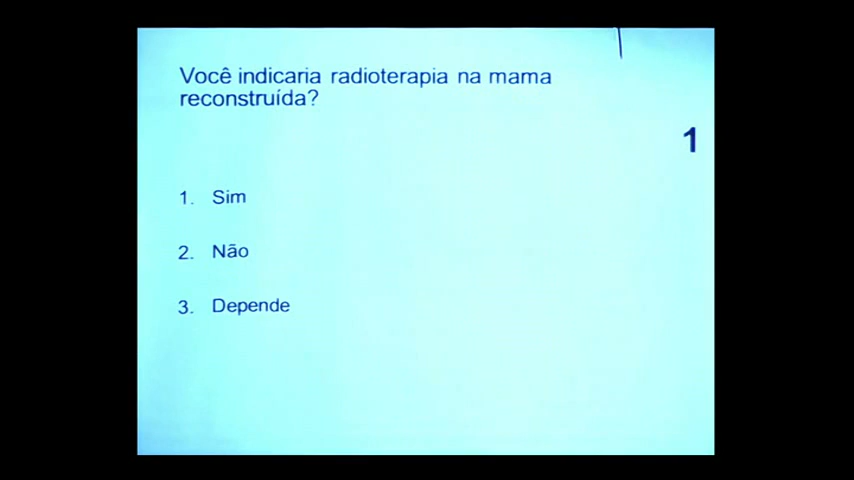 Você indicaria radioterapia na mama
reconstruída?
1
1. Sim
2. Não
3. Depende